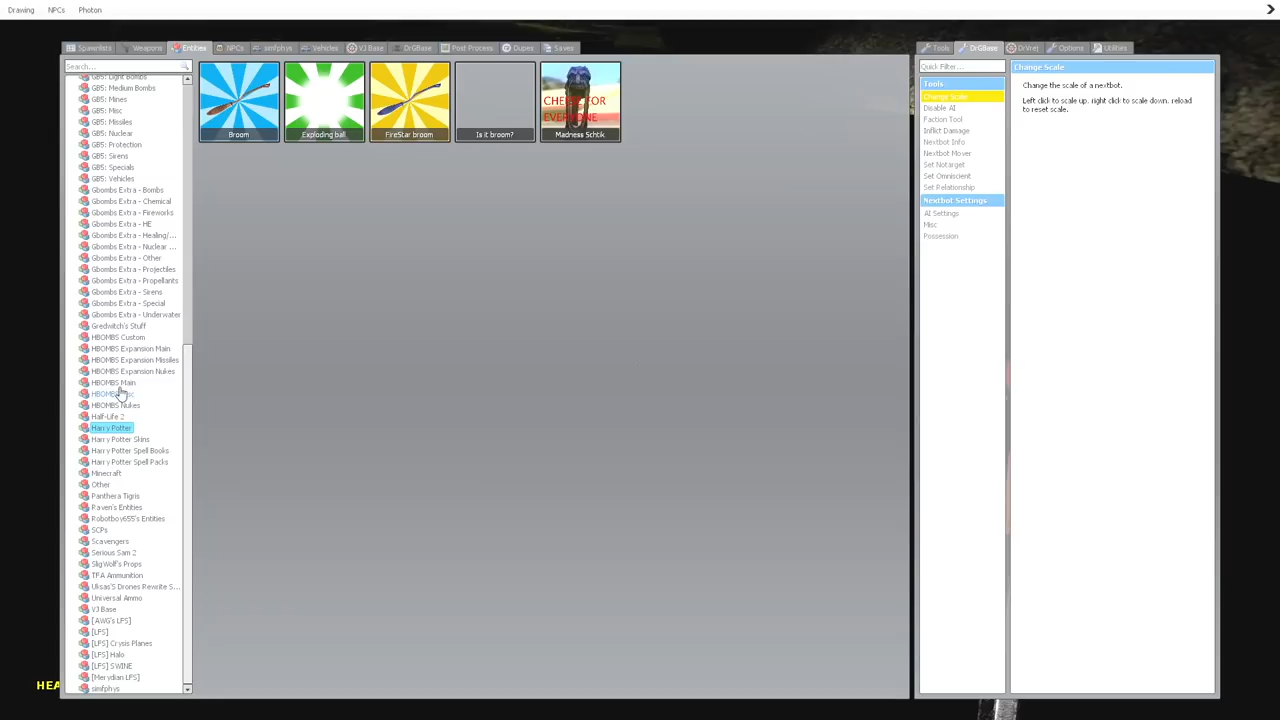 Drawing NPCs Photon
Spawnlists Weapons Entities NPCs simfphys Vehicles VJ Base DrGBase Post Process Dupes Saves
Search...
GB5: Light Bombs
GB5: Medium Bombs
GB5: Mines
GB5: Misc
GB5: Missiles
GB5: Nuclear
GB5: Protection
GB5: Sirens
GB5: Specials
GB5: Vehicles
Gbombs Extra - Bombs
Gbombs Extra - Chemical
Gbombs Extra - Fireworks
Gbombs Extra - HE
Gbombs Extra - Healing/...
Gbombs Extra - Nuclear ...
Gbombs Extra - Other
Gbombs Extra - Projectiles
Gbombs Extra - Propellants
Gbombs Extra - Sirens
Gbombs Extra - Special
Gbombs Extra - Underwater
Gredwitch's Stuff
HBOMBS Custom
HBOMBS Expansion Main
HBOMBS Expansion Missiles
HBOMBS Expansion Nukes
HBOMBS Main
HBOMBS
HBOMBS Nukes
Half-Life 2
Harry Potter
Harry Potter Skins
Harry Potter Spell Books
Harry Potter Spell Packs
Minecraft
Other
Panthera Tigris
Raven's Entities
Robotboy655's Entities
SCPs
Scavengers
Serious Sam 2
SligWolf's Props
TFA Ammunition
Uksas'S Drones Rewrite S...
Universal Ammo
VJ Base
[AWG's LFS]
[LFS]
[LFS] Crysis Planes
[LFS] Halo
[LFS] SWINE
[Merydian LFS]
simfphys
HEA
Broom
Exploding ball
FireStar broom
Is it broom?
CHEESE FOR
EVERYONE
Madness Schtik
Tools DrGBase DrVrej Options Utilities
Quick Filter...
Tools
Change Scale
Disable AI
Faction Tool
Inflict Damage
Nextbot Info
Nextbot Mover
Set Notarget
Set Omniscient
Set Relationship
Nextbot Settings
AI Settings
Misc
Possession
Change Scale
Change the scale of a nextbot.
Left click to scale up, right click to scale down, reload
to reset scale.